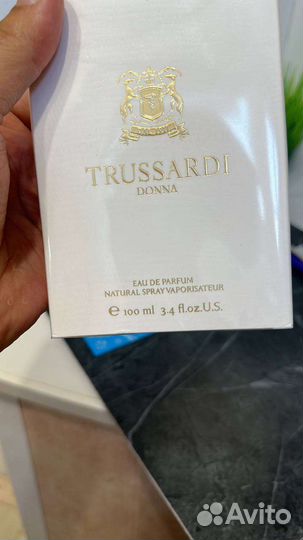 TRUSSARDI
DONNA
EAU DE PARFUM
NATURAL SPRAY VAPORISATEUR
e 100 ml 3.4 fl.oz.U.S.
Avito